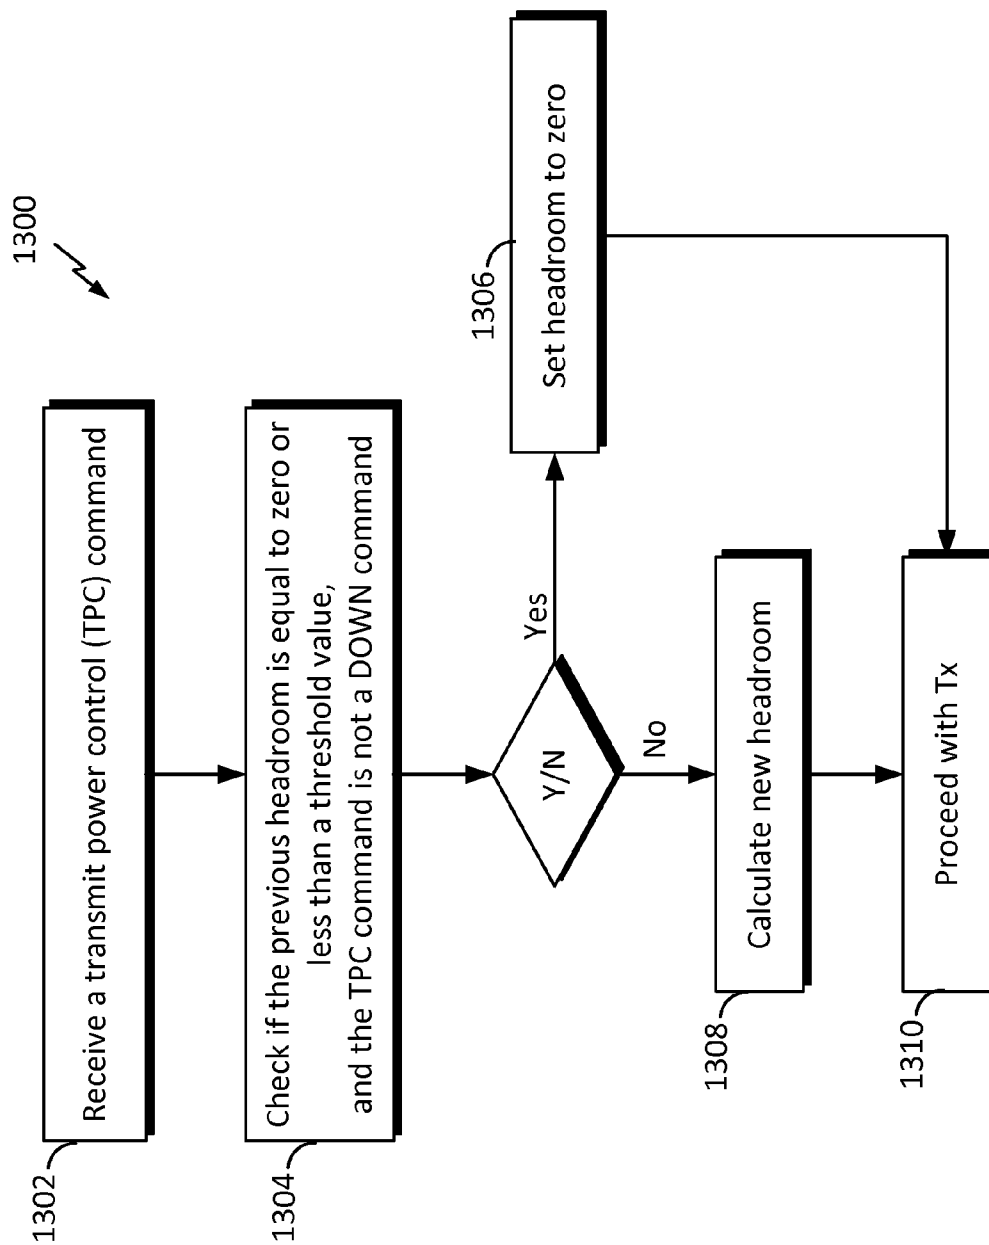 1300
1302
Receive a transmit power control (TPC) command
1304
Check if the previous headroom is equal to zero or
less than a threshold value,
and the TPC command is not a DOWN command
Y/N
Yes
1306
Set headroom to zero
No
1308
Calculate new headroom
1310
Proceed with Tx